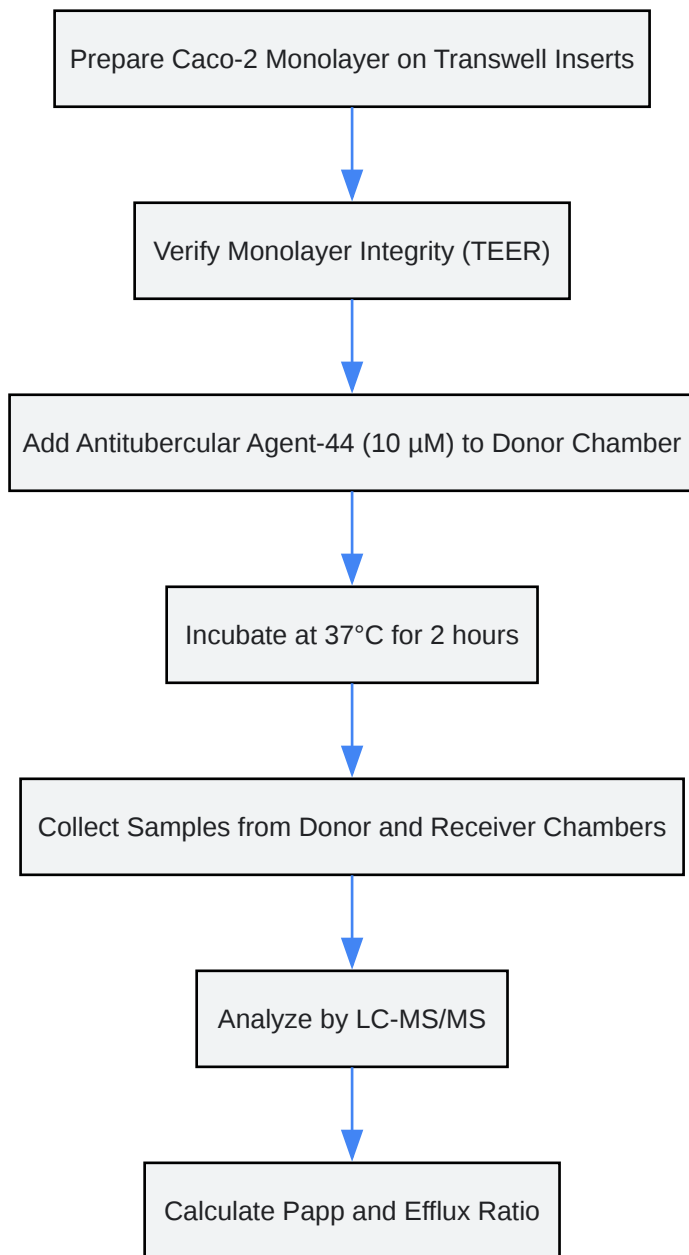 Prepare Caco-2 Monolayer on Transwell Inserts
Verify Monolayer Integrity (TEER)
Add Antitubercular Agent-44 (10 µM) to Donor Chamber
Incubate at 37°C for 2 hours
Collect Samples from Donor and Receiver Chambers
Analyze by LC-MS/MS
Calculate Papp and Efflux Ratio